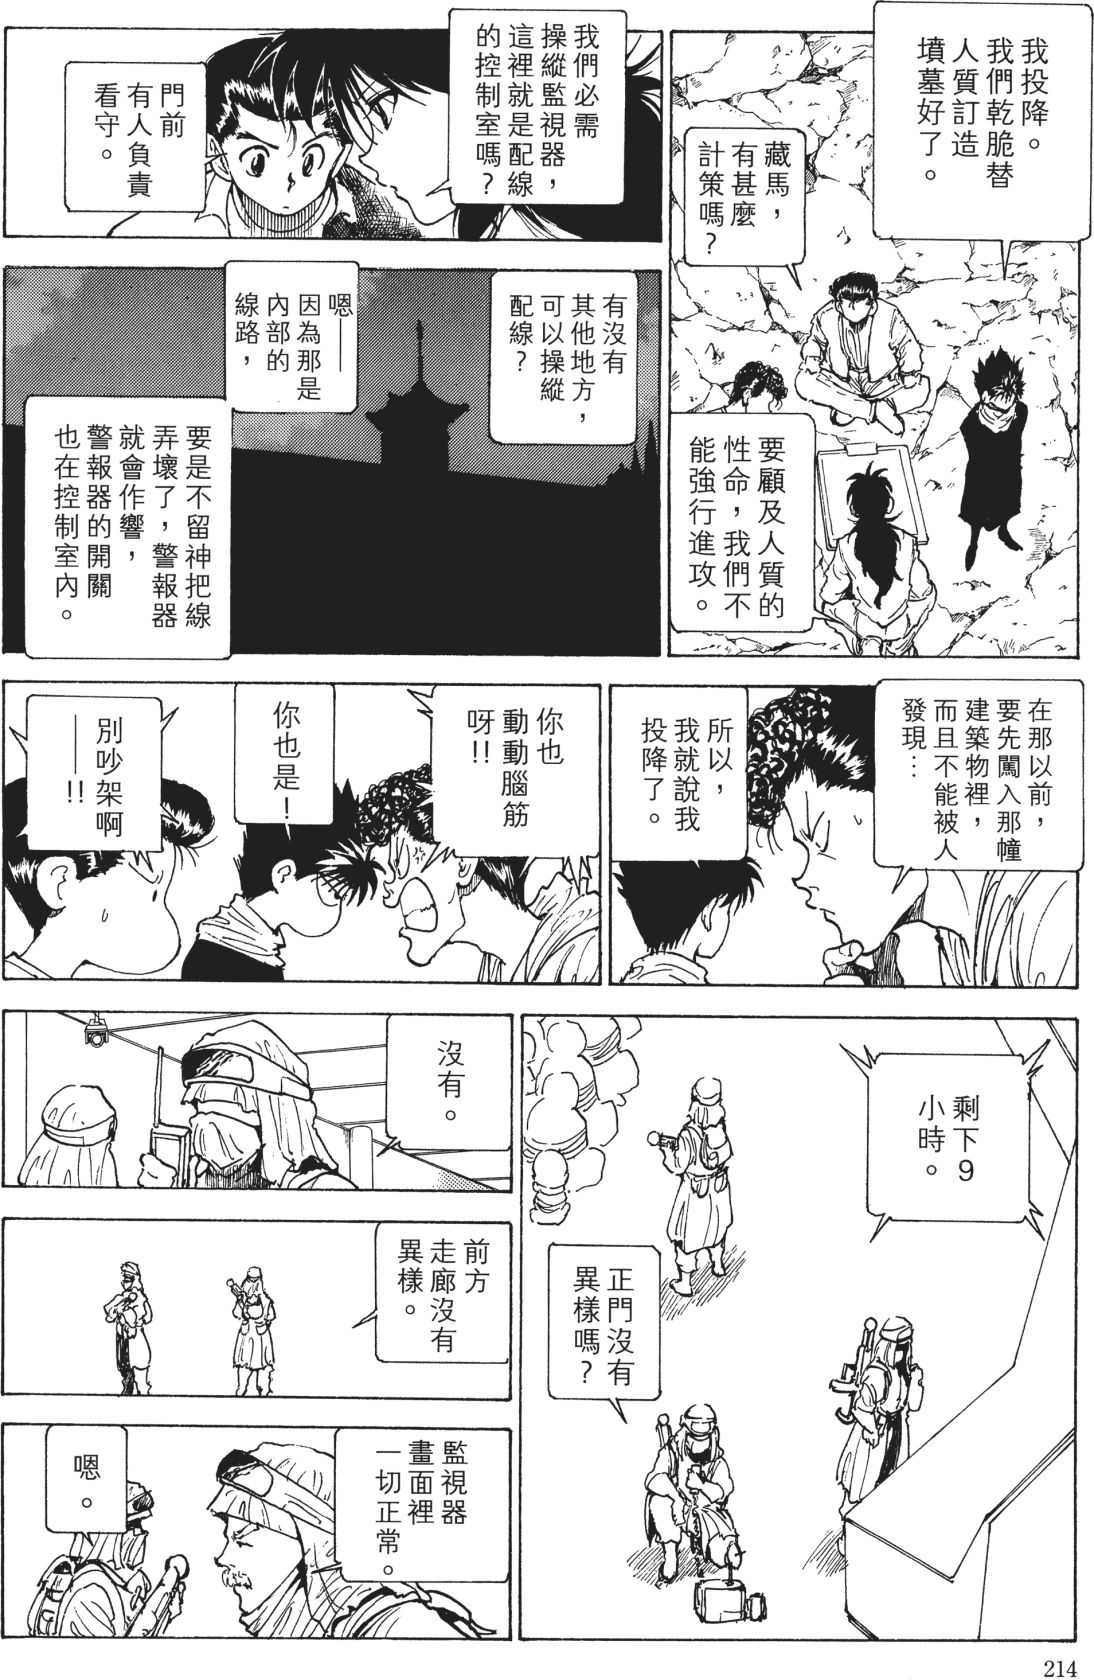 我投降。
我們乾脆替
人質訂造
墳墓好了。
藏馬，
有甚麼
計策嗎？
要顧及人質的
性命，我們不
能強行進攻。
我們必需
操縱監視器，
這裡就是配線
的控制室嗎？
門前
有人負責
看守。
有沒有
其他地方，
可以操縱
配線？
嗯——
因為那是
內部的
線路，
要是不留神把線
弄壞了，警報器
就會作響，
警報器的開關
也在控制室內。
在那以前，
要先闖入那幢
建築物裡，
而且不能被人
發現…
所以，
我就說我
投降了。
你也
動動腦筋
呀!!
你也是！
別吵架啊
——!!
剩下9
小時。
正門沒有
異樣嗎？
沒有。
前方
走廊沒有
異樣。
監視器
畫面裡
一切正常。
嗯。
214